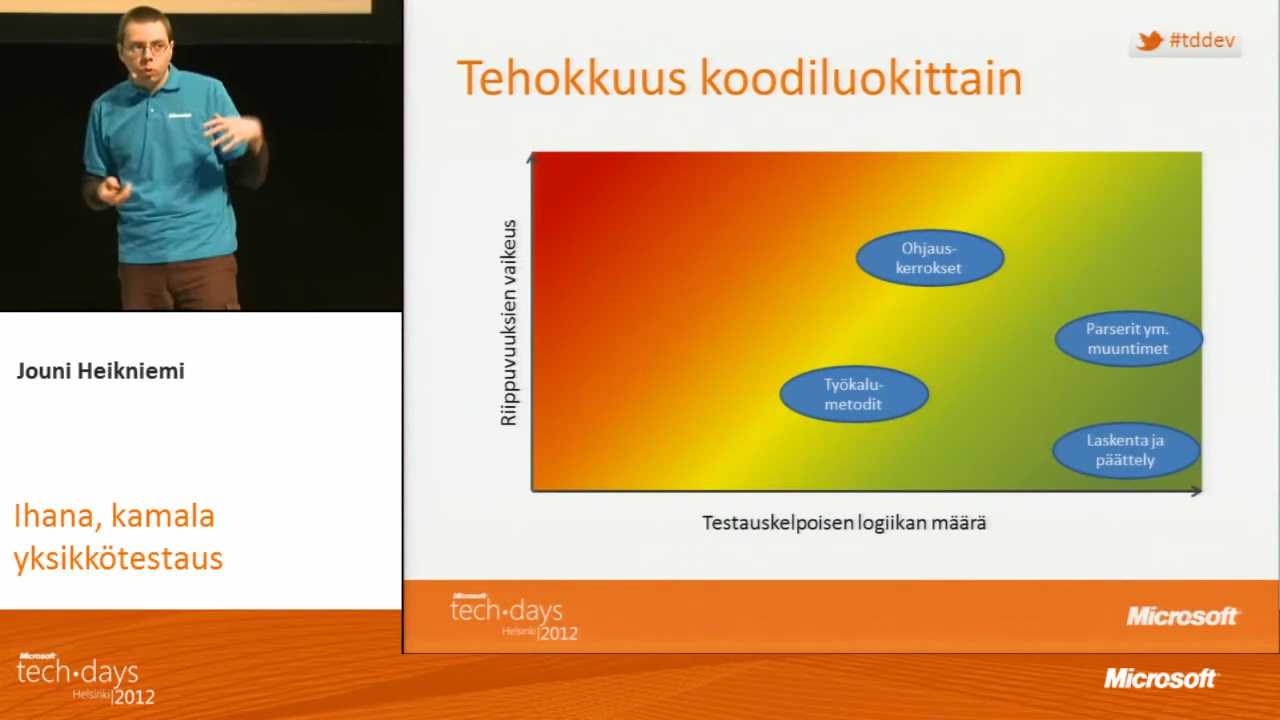 #tddev
Tehokkuus koodiluokittain
Riippuvuuksien vaikeus
Ohjaus-
kerrokset
Parserit ym.
muuntimet
Työkalu-
metodit
Laskenta ja
päättely
Testauskelpoisen logiikan määrä
Microsoft
tech·days
Helsinki|2012
Microsoft
Microsoft
Jouni Heikniemi
Ihana, kamala
yksikkötestaus
Microsoft
tech·days
Helsinki|2012
Microsoft